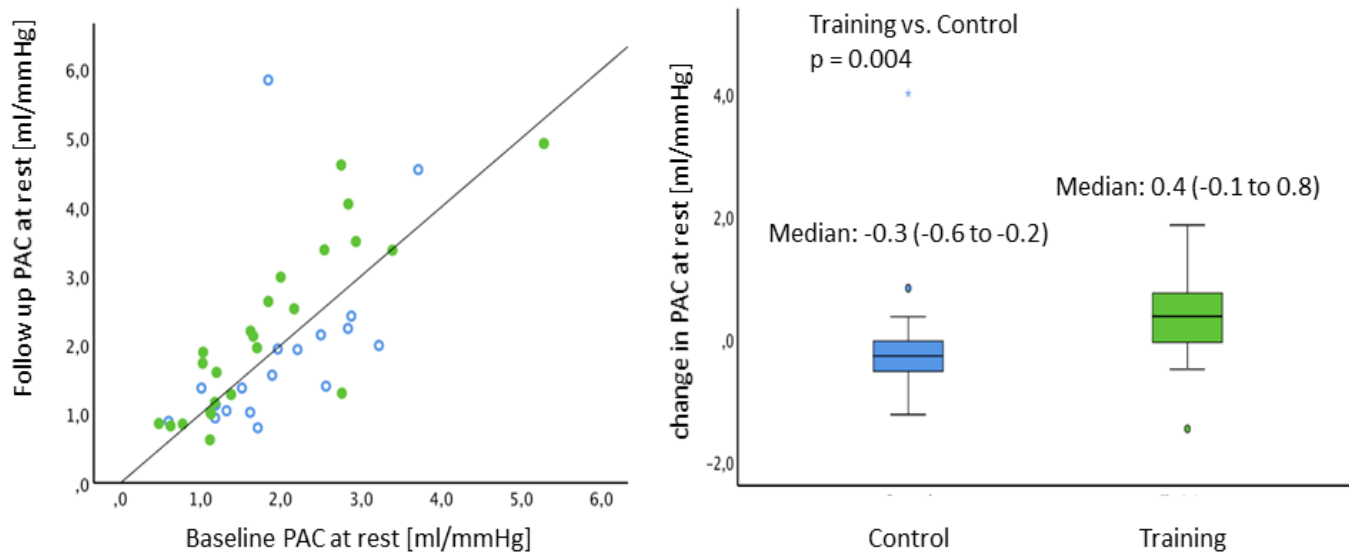 Follow up PAC at rest [ml/mmHg]
6,0
5,0
4,0
3,0
2,0
1,0
,0
,0 1,0 2,0 3,0 4,0 5,0 6,0
Baseline PAC at rest [ml/mmHg]
change in PAC at rest [ml/mmHg]
Training vs. Control
p = 0.004
4,0
2,0
,0
-2,0
Median: 0.4 (-0.1 to 0.8)
Median: -0.3 (-0.6 to -0.2)
Control Training